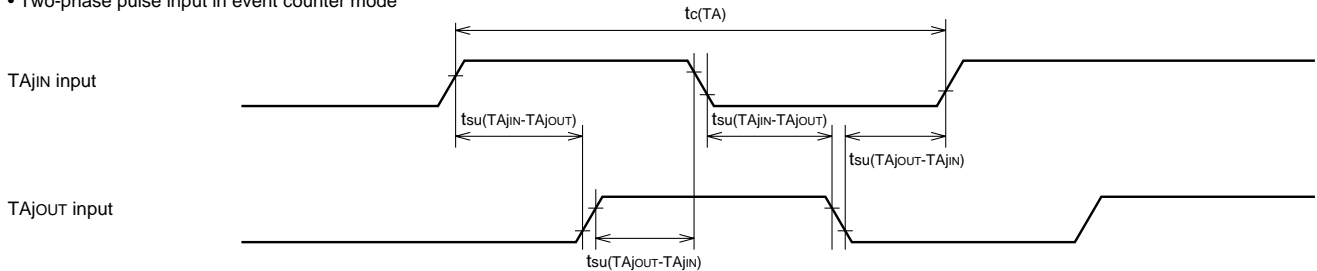 • Two-phase pulse input in event counter mode
tc(TA)
TAjIN input
tsu(TAjIN-TAjOUT)
tsu(TAjIN-TAjOUT)
tsu(TAjOUT-TAjIN)
TAjOUT input
tsu(TAjOUT-TAjIN)